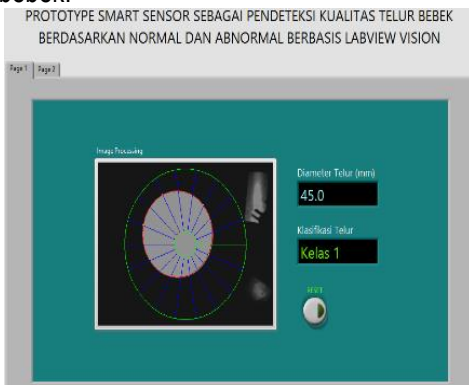 PROTOTYPE SMART SENSOR SEBAGAI PENDETEKSI KUALITAS TELUR BEBEK
BERDASARKAN NORMAL DAN ABNORMAL BERBASIS LABVIEW VISION
Page 1 Page 2
Image Processing
Diameter Telur (mm)
45.0
Klasifikasi Telur
Kelas 1
RESET